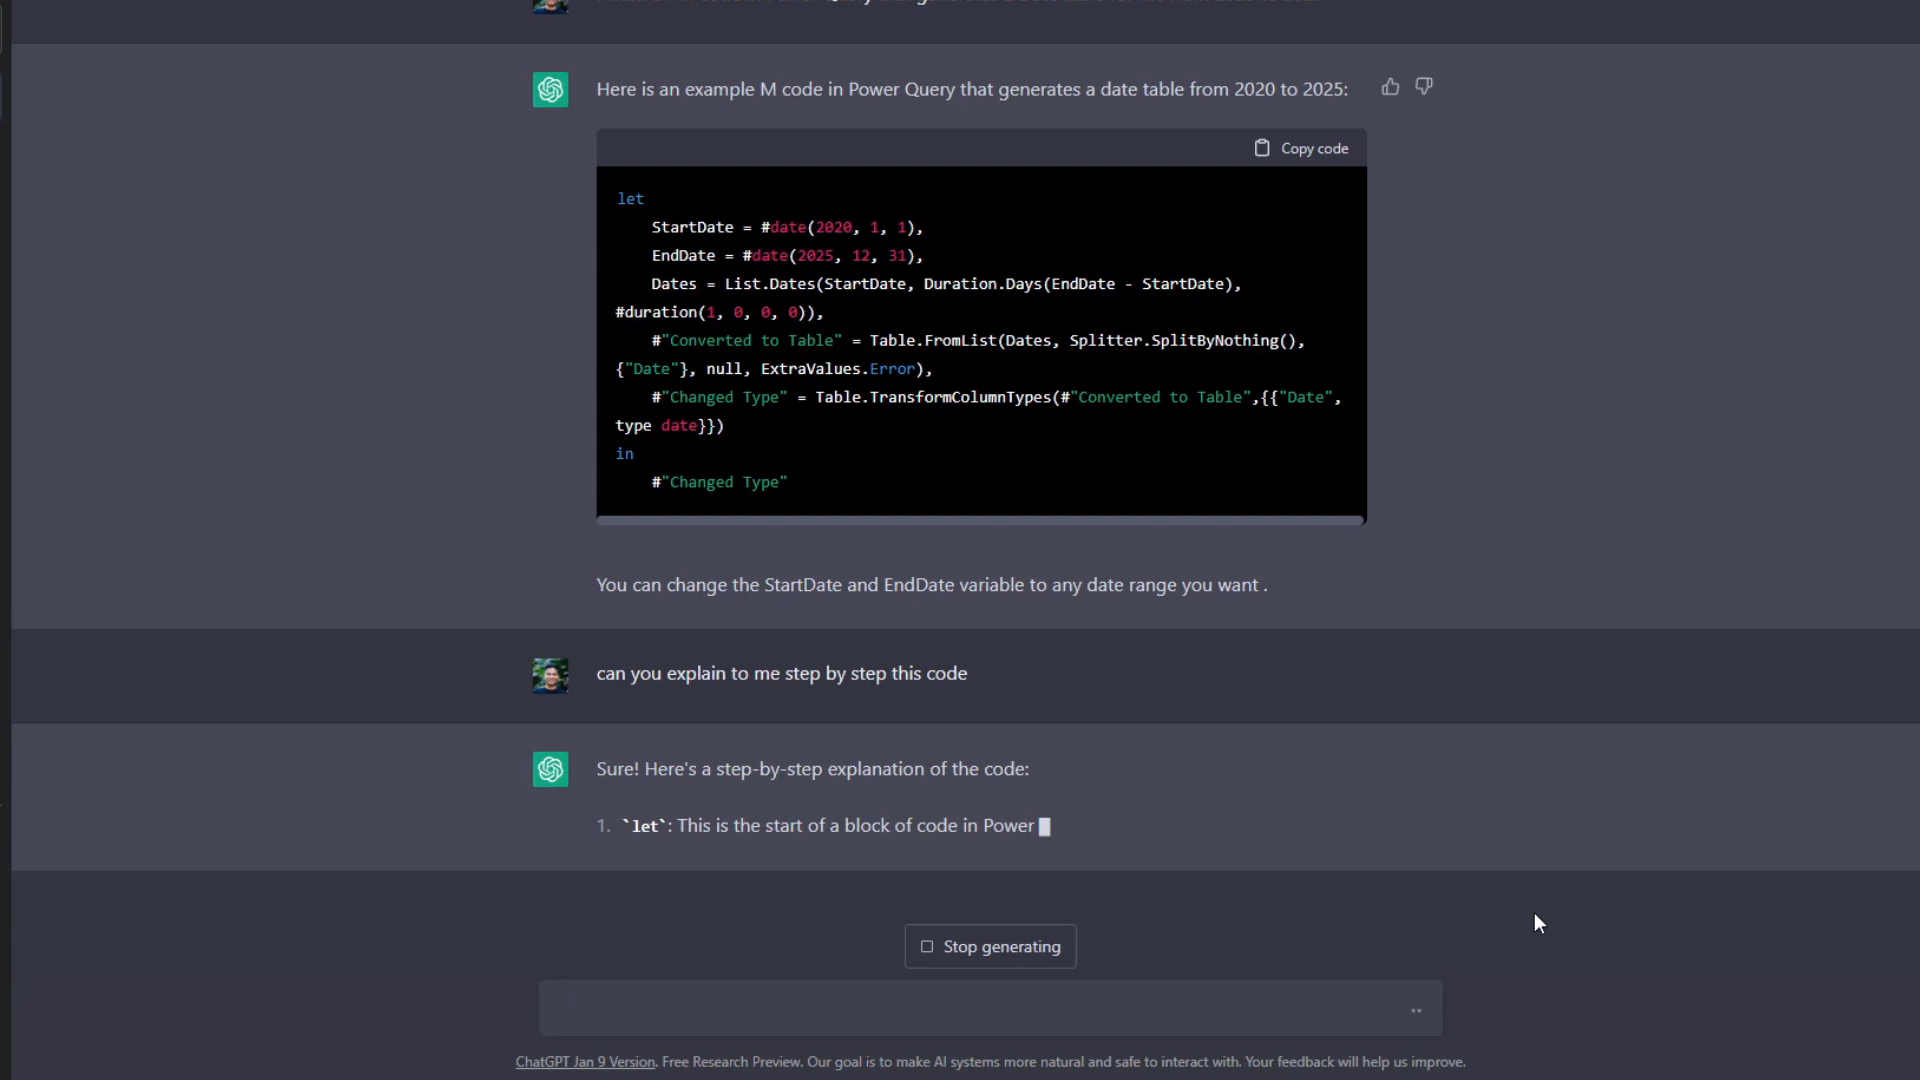 Here is an example M code in Power Query that generates a date table from 2020 to 2025:
Copy code
let
    StartDate = #date(2020, 1, 1),
    EndDate = #date(2025, 12, 31),
    Dates = List.Dates(StartDate, Duration.Days(EndDate - StartDate),
#duration(1, 0, 0, 0)),
    #"Converted to Table" = Table.FromList(Dates, Splitter.SplitByNothing(),
{"Date"}, null, ExtraValues.Error),
    #"Changed Type" = Table.TransformColumnTypes(#"Converted to Table",{{"Date",
type date}})
in
    #"Changed Type"
You can change the StartDate and EndDate variable to any date range you want .
can you explain to me step by step this code
Sure! Here's a step-by-step explanation of the code:
1. `let`: This is the start of a block of code in Power
Stop generating
ChatGPT Jan 9 Version. Free Research Preview. Our goal is to make AI systems more natural and safe to interact with. Your feedback will help us improve.